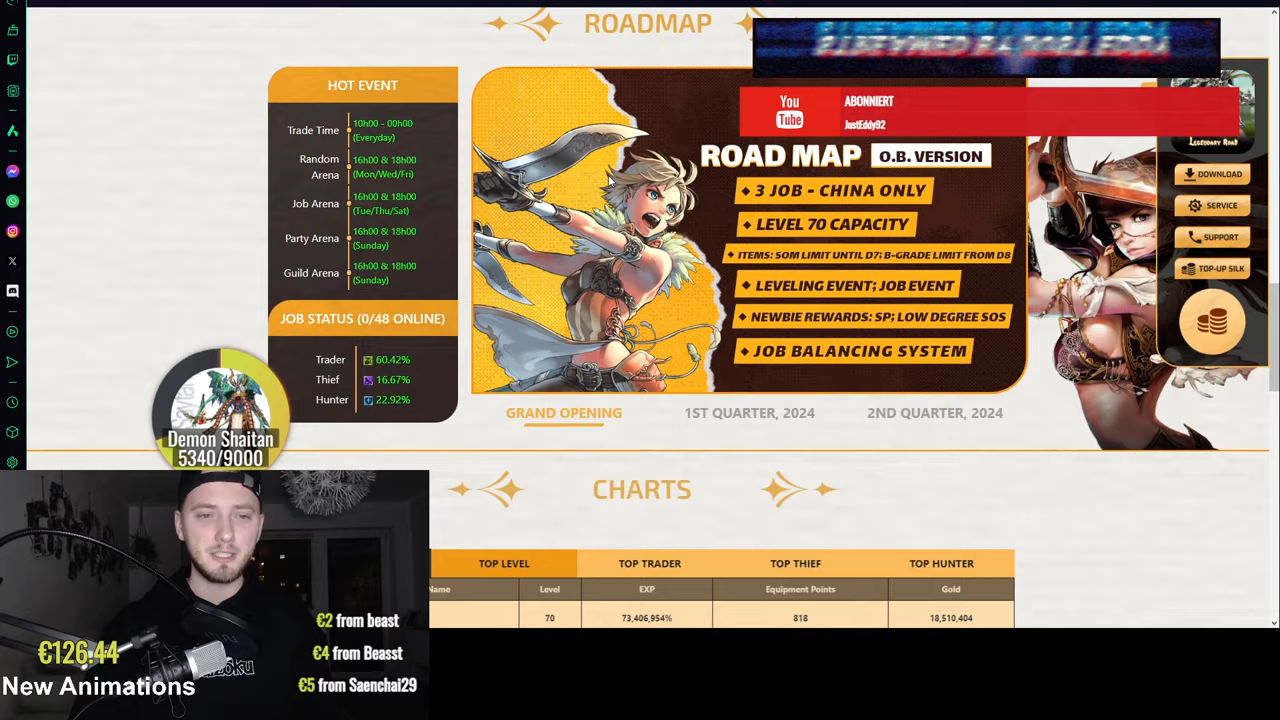 ROADMAP
HOT EVENT
Trade Time
10h00 - 00h00
(Everyday)
Random
Arena
16h00 & 18h00
(Mon/Wed/Fri)
Job Arena
16h00 & 18h00
(Tue/Thu/Sat)
Party Arena
16h00 & 18h00
(Sunday)
Guild Arena
16h00 & 18h00
(Sunday)
JOB STATUS (0/48 ONLINE)
Trader 60.42%
Thief 16.67%
Hunter 22.92%
You
Tube
ABONNIERT
JustEddy92
ROAD MAP O.B. VERSION
3 JOB - CHINA ONLY
LEVEL 70 CAPACITY
ITEMS: SOM LIMIT UNTIL D7; B-GRADE LIMIT FROM D8
LEVELING EVENT; JOB EVENT
NEWBIE REWARDS: SP; LOW DEGREE SOS
JOB BALANCING SYSTEM
GRAND OPENING 1ST QUARTER, 2024 2ND QUARTER, 2024
LEGENDARY ROAD
DOWNLOAD
SERVICE
SUPPORT
TOP-UP SILK
CHARTS
TOP LEVEL TOP TRADER TOP THIEF TOP HUNTER
Name Level EXP Equipment Points Gold
70 73,406,954% 818 18,510,404
Demon Shaitan
5340/9000
€2 from beast
€4 from Beasst
€5 from Saenchai29
€126.44
New Animations